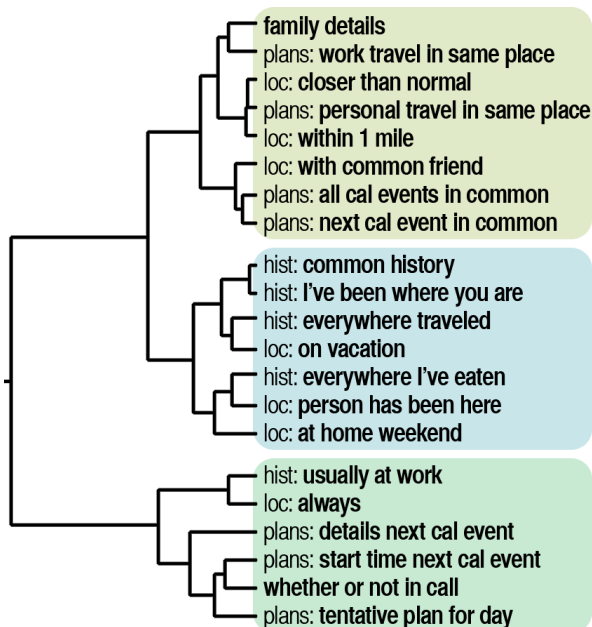 family details
plans: work travel in same place
loc: closer than normal
plans: personal travel in same place
loc: within 1 mile
loc: with common friend
plans: all cal events in common
plans: next cal event in common
hist: common history
hist: I've been where you are
hist: everywhere traveled
loc: on vacation
hist: everywhere I've eaten
loc: person has been here
loc: at home weekend
hist: usually at work
loc: always
plans: details next cal event
plans: start time next cal event
whether or not in call
plans: tentative plan for day